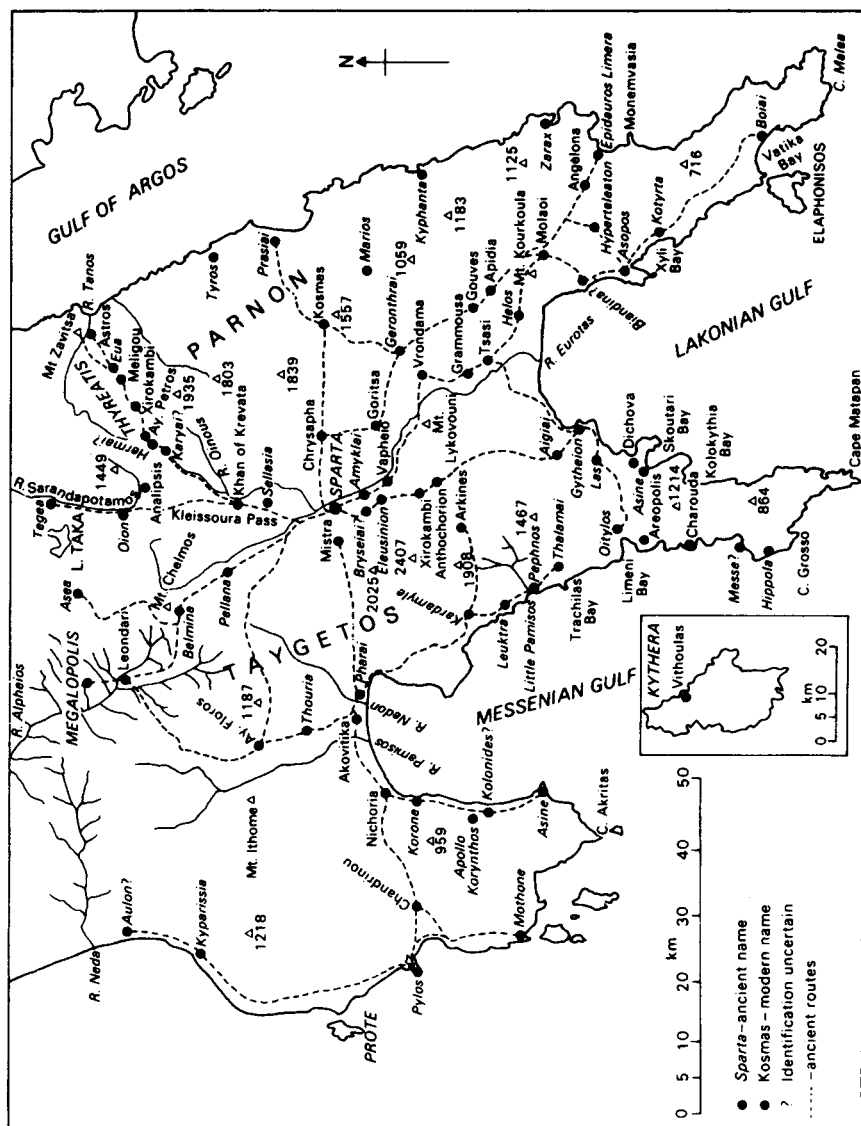 N
GULF OF ARGOS
R. Alpheios
MEGALOPOLIS
Leondari
Asea
L. TAKA
Tegea
R. Sarandapotamos
Oion
1449
Analipsis
Mt Zavitsa
R. Tanos
Astros
Eua
Meligou
Xirokambi
Ay. Petros
Hermai?
Karyai?
THYREATIS
1935
Khan of Krevata
R. Oinous
Sellasia
Kleissoura Pass
Mt. Chelmos
Belmina
Pellana
TAYGETOS
PARNON
1803
1839
Tyros
Prasiai
Kosmas
1557
Marios
Geronthrai
1059
Kyphanta
1183
1125
Zarax
Chrysapha
Goritsa
SPARTA
Amyklai
Vapheio
Mistra
Bryseiai?
Eleusinion
2025
2407
Xirokambi
Anthochorion
Mt. Lykovouni
Vrondama
Grammousa
Gouves
Tsasi
Apidia
Helos
Mt. Kourkoula
Molaoi
Angelona
Epidauros Limera
Monemvasia
Hyperteleaton
Biandina?
Asopos
Xyli Bay
Kotyrta
716
Boiai
Vatika Bay
C. Malea
ELAPHONISOS
LAKONIAN GULF
R. Eurotas
Arkines
1908
Kardamyle
Leuktra
Little Pamisos
Pephnos
1467
Thalamai
Trachilas Bay
Aigiai
Gytheion
Las
Oitylos
Dichova
Asine
Skoutari Bay
Areopolis
Limeni Bay
1214
Kolokythia Bay
Charouda
Messe?
Hippola
864
C. Grosso
Cape Matapan
R. Neda
Aulon?
Kyparissia
1218
Mt. Ithome
Ay. Floros
1187
Thouria
Pharai
R. Nedon
Akovitika
R. Pamisos
MESSENIAN GULF
Nichoria
Korone
959
Kolonides?
Apollo Korynthos
Asine
C. Akritas
Chandrinou
Pylos
Mothone
PROTE
KYTHERA
Vithoulas
0 5 10 20
km
0 5 10 20 30 40 50
km
Sparta – ancient name
Kosmas – modern name
? Identification uncertain
----- – ancient routes